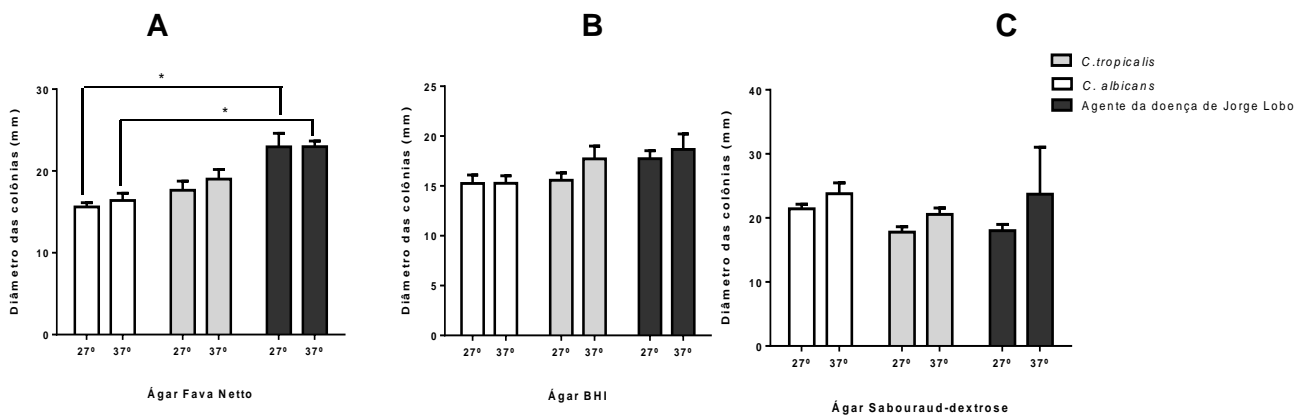 A
B
C
C.tropicalis
C. albicans
Agente da doença de Jorge Lobo
Diâmetro das colônias (mm)
30
20
10
0
*
*
27º 37º 27º 37º 27º 37º
Ágar Fava Netto
Diâmetro das colônias (mm)
25
20
15
10
5
0
27º 37º 27º 37º 27º 37º
Ágar BHI
Diâmetro das colônias (mm)
40
30
20
10
0
27º 37º 27º 37º 27º 37º
Ágar Sabouraud-dextrose